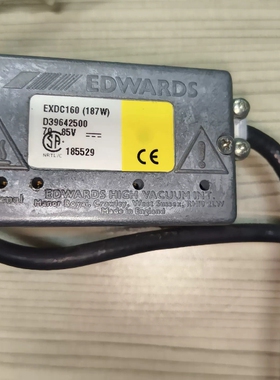 EDWARDS
EXDC160 (187W)
D39642500
70 85V
185529
NRTL/C
CE
EDWARDS HIGH VACUUM INT.
Manor Royal, Crawley, West Sussex, RH10 2LW
Made in England